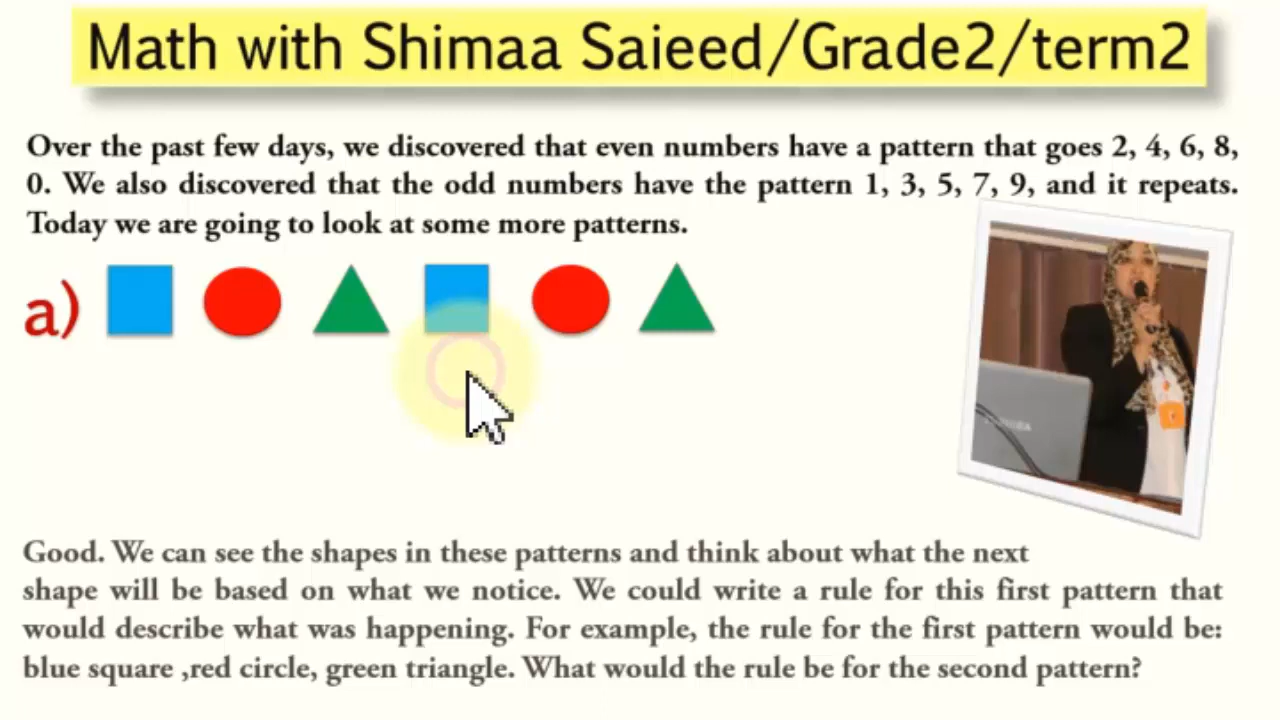 Math with Shimaa Saieed/Grade2/term2
Over the past few days, we discovered that even numbers have a pattern that goes 2, 4, 6, 8,
0. We also discovered that the odd numbers have the pattern 1, 3, 5, 7, 9, and it repeats.
Today we are going to look at some more patterns.
a)
Good. We can see the shapes in these patterns and think about what the next
shape will be based on what we notice. We could write a rule for this first pattern that
would describe what was happening. For example, the rule for the first pattern would be:
blue square ,red circle, green triangle. What would the rule be for the second pattern?